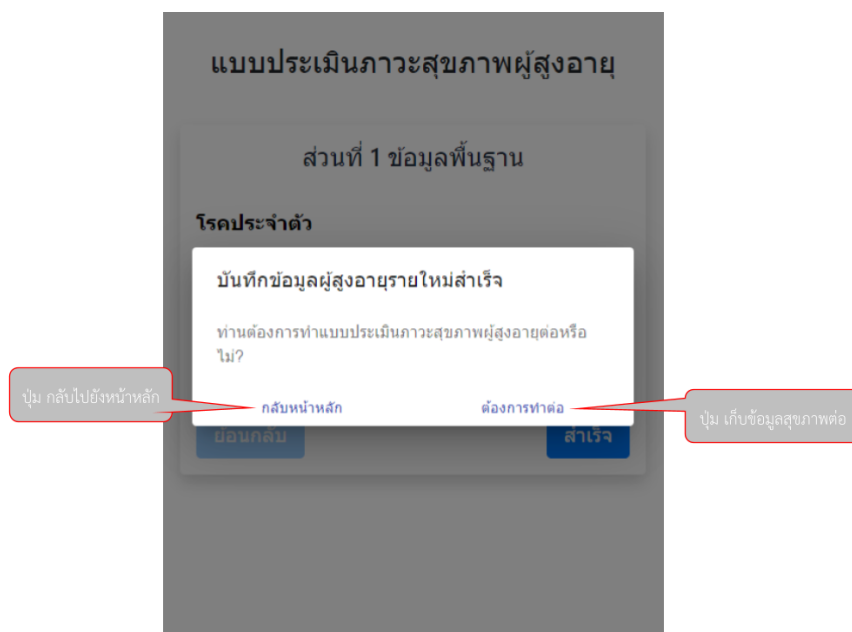 แบบประเมินภาวะสุขภาพผู้สูงอายุ
ส่วนที่ 1 ข้อมูลพื้นฐาน
โรคประจำตัว
บันทึกข้อมูลผู้สูงอายุรายใหม่สำเร็จ
ท่านต้องการทำแบบประเมินภาวะสุขภาพผู้สูงอายุต่อหรือ
ไม่?
ปุ่ม กลับไปยังหน้าหลัก
กลับหน้าหลัก
ต้องการทำต่อ
ปุ่ม เก็บข้อมูลสุขภาพต่อ
ย้อนกลับ
สำเร็จ